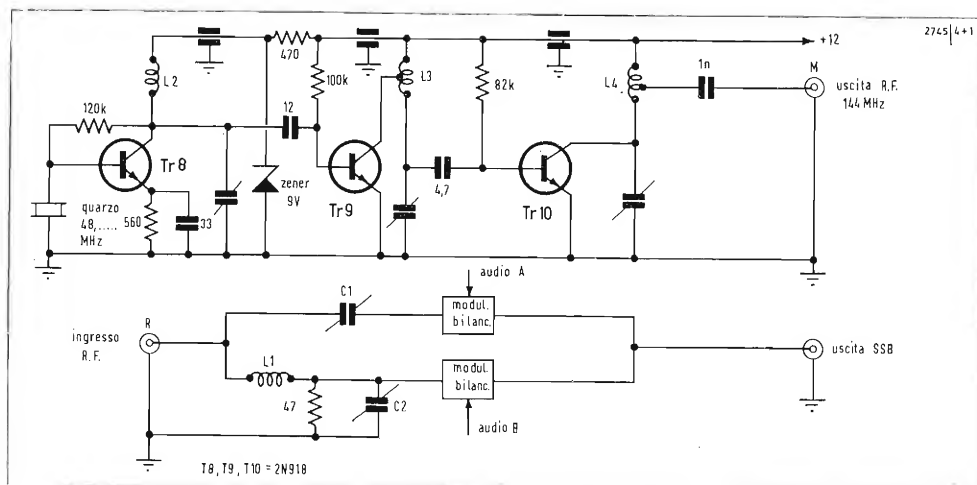 2745 4+1
+12
470
L2
100k
L3
82k
L4
1n
M
uscita R.F.
144 MHz
120k
12
Tr 8
zener
9V
Tr9
4,7
Tr 10
quarzo
48,.....
MHz
560
33
audio A
C1
modul.
bilanc.
ingresso
R.F.
R
uscita SSB
L1
modul.
bilanc.
47
C2
audio B
T8, T9, T10 = 2N918